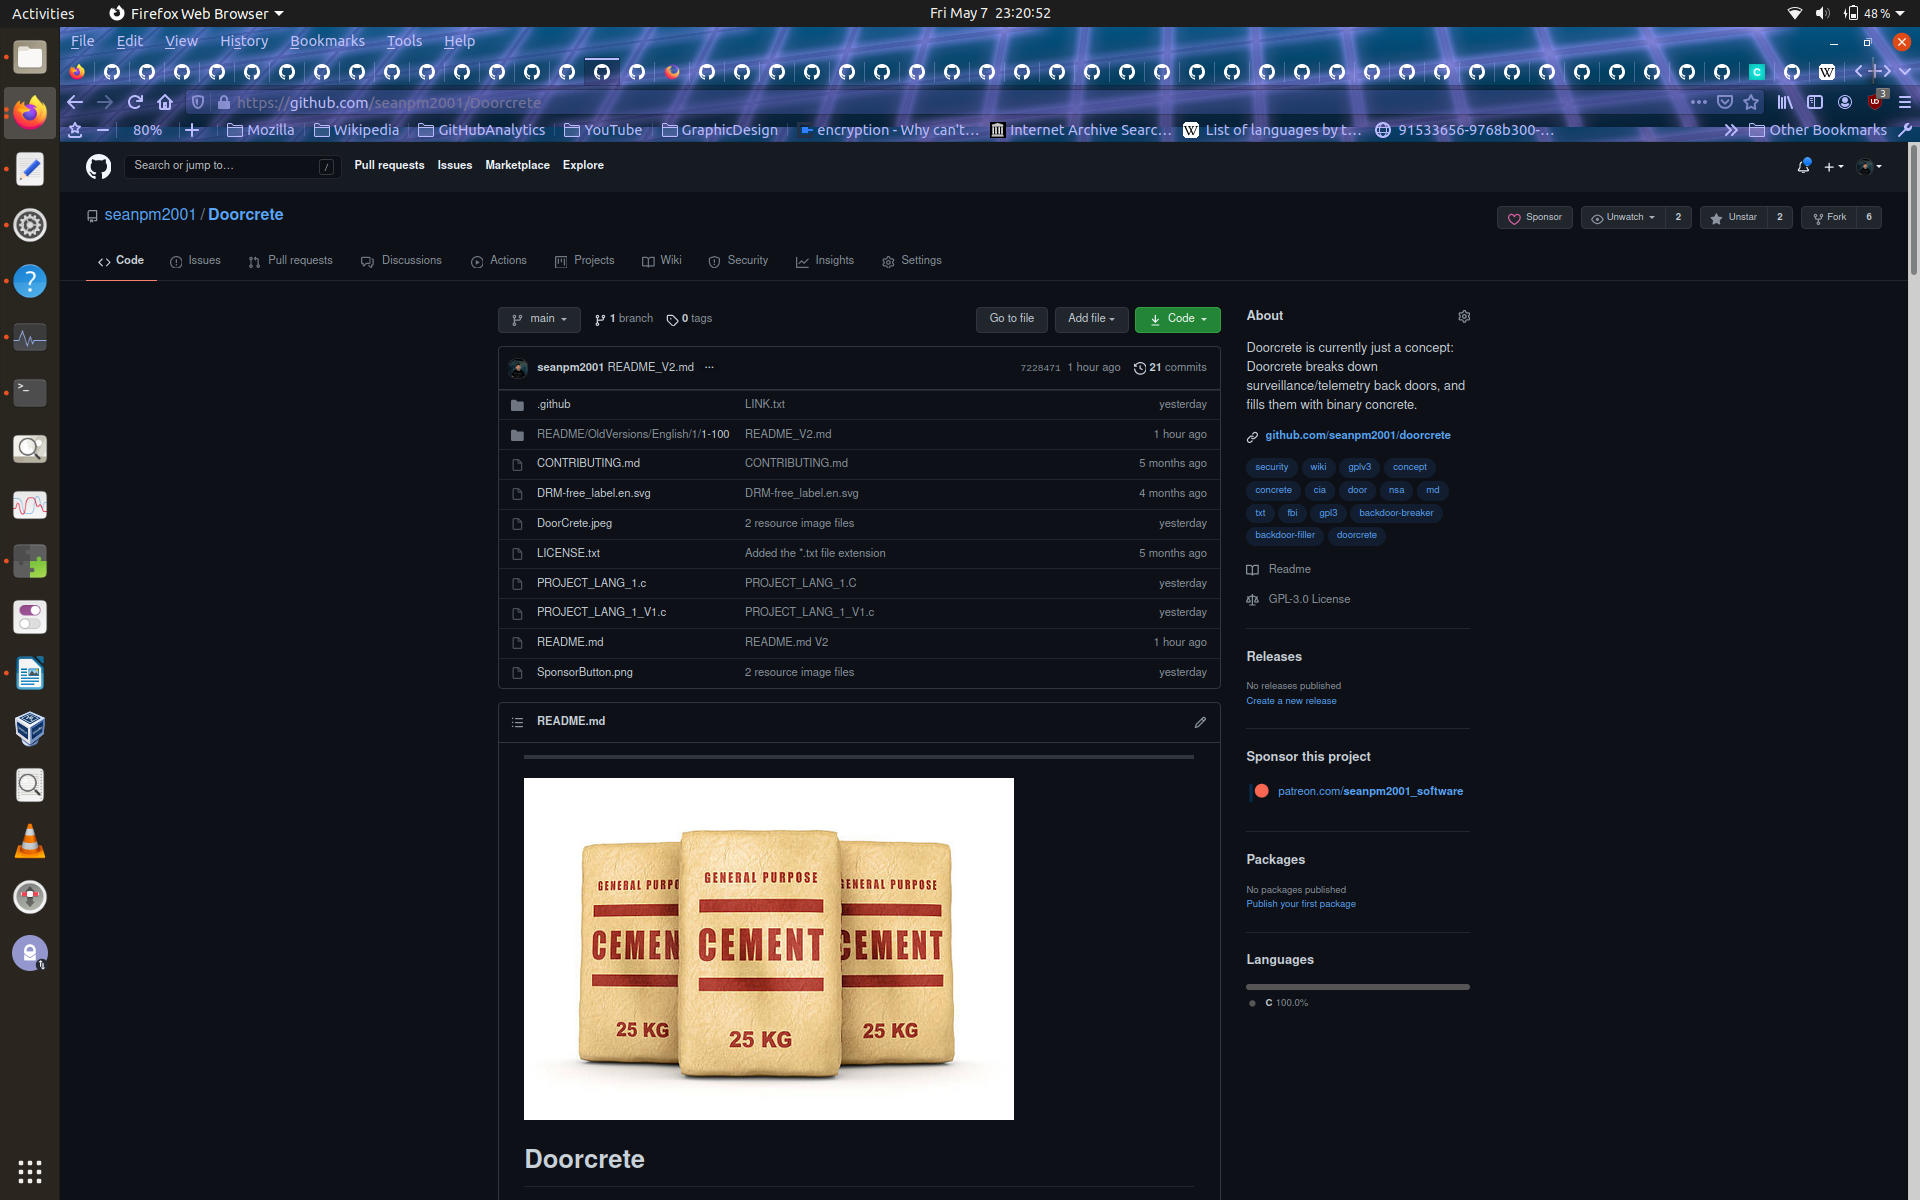 Activities Firefox Web Browser Fri May 7 23:20:52 48 %
File Edit View History Bookmarks Tools Help
https://github.com/seanpm2001/Doorcrete 3
80% Mozilla Wikipedia GitHubAnalytics YouTube GraphicDesign encryption - Why can't... Internet Archive Searc... List of languages by t... 91533656-9768b300-... Other Bookmarks
Search or jump to... / Pull requests Issues Marketplace Explore
seanpm2001 / Doorcrete Sponsor Unwatch 2 Unstar 2 Fork 6
Code Issues Pull requests Discussions Actions Projects Wiki Security Insights Settings
main 1 branch 0 tags Go to file Add file Code
seanpm2001 README_V2.md ... 7228471 1 hour ago 21 commits
.github LINK.txt yesterday
README/OldVersions/English/1/1-100 README_V2.md 1 hour ago
CONTRIBUTING.md CONTRIBUTING.md 5 months ago
DRM-free_label.en.svg DRM-free_label.en.svg 4 months ago
DoorCrete.jpeg 2 resource image files yesterday
LICENSE.txt Added the *.txt file extension 5 months ago
PROJECT_LANG_1.c PROJECT_LANG_1.C yesterday
PROJECT_LANG_1_V1.c PROJECT_LANG_1_V1.c yesterday
README.md README.md V2 1 hour ago
SponsorButton.png 2 resource image files yesterday
README.md
GENERAL PURPO GENERAL PURPOSE GENERAL PURPOSE
CEMEN CEMENT CEMENT
25 KG 25 KG 25 KG
Doorcrete
About
Doorcrete is currently just a concept:
Doorcrete breaks down
surveillance/telemetry back doors, and
fills them with binary concrete.
github.com/seanpm2001/doorcrete
security wiki gplv3 concept
concrete cia door nsa md
txt fbi gpl3 backdoor-breaker
backdoor-filler doorcrete
Readme
GPL-3.0 License
Releases
No releases published
Create a new release
Sponsor this project
patreon.com/seanpm2001_software
Packages
No packages published
Publish your first package
Languages
C 100.0%